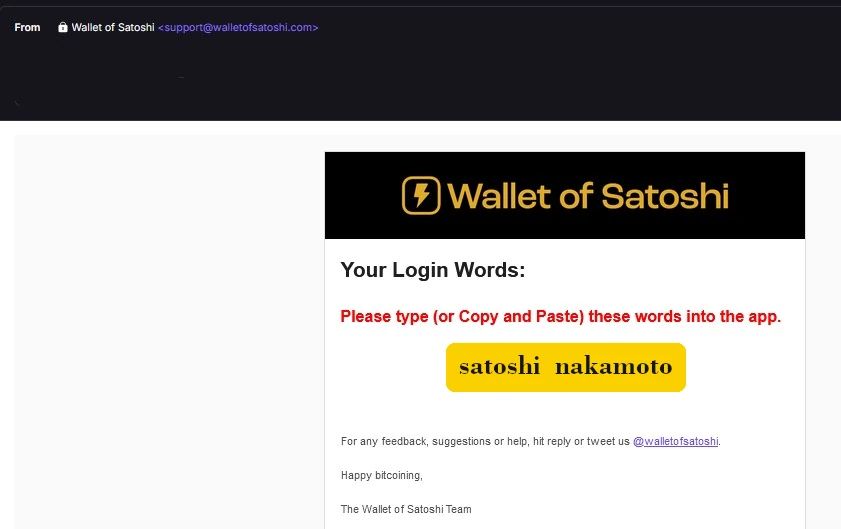 From Wallet of Satoshi <support@walletofsatoshi.com>
Wallet of Satoshi
Your Login Words:
Please type (or Copy and Paste) these words into the app.
satoshi nakamoto
For any feedback, suggestions or help, hit reply or tweet us @walletofsatoshi.
Happy bitcoining,
The Wallet of Satoshi Team